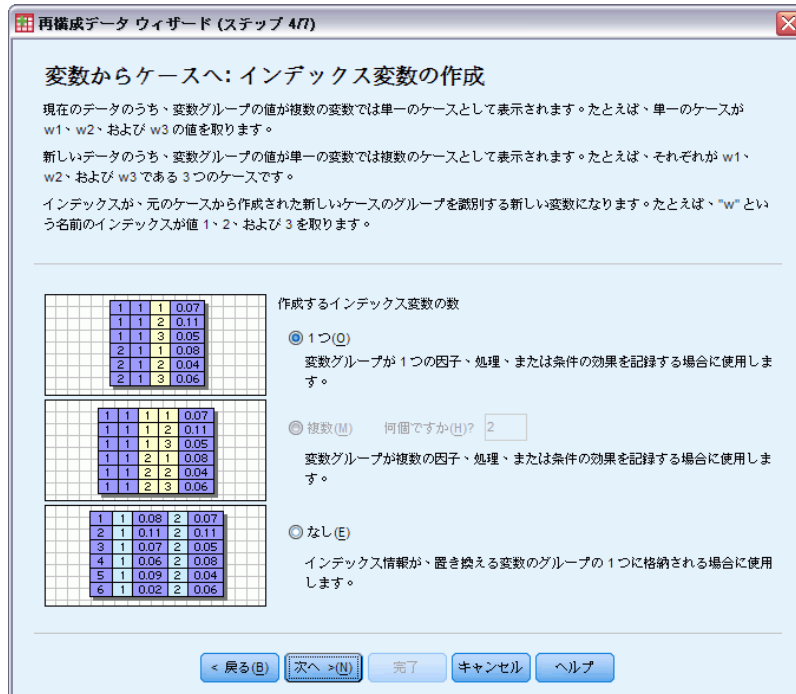 再構成データ ウィザード (ステップ 4/7)
変数からケースへ: インデックス変数の作成
現在のデータのうち、変数グループの値が複数の変数では単一のケースとして表示されます。たとえば、単一のケースが
w1、w2、および w3 の値を取ります。
新しいデータのうち、変数グループの値が単一の変数では複数のケースとして表示されます。たとえば、それぞれが w1、
w2、および w3 である 3 つのケースです。
インデックスが、元のケースから作成された新しいケースのグループを識別する新しい変数になります。たとえば、"w" とい
う名前のインデックスが値 1、2、および 3 を取ります。
作成するインデックス変数の数
1 1 1 0.07
1 1 2 0.11
1 1 3 0.05
2 1 1 0.08
2 1 2 0.04
2 1 3 0.06
1つ(O)
変数グループが 1 つの因子、処理、または条件の効果を記録する場合に使用しま
す。
1 1 1 1 0.07
1 1 1 2 0.11
1 1 1 3 0.05
1 1 2 1 0.08
1 1 2 2 0.04
1 1 2 3 0.06
複数(M) 何個ですか(H)? 2
変数グループが複数の因子、処理、または条件の効果を記録する場合に使用しま
す。
1 1 0.08 2 0.07
2 1 0.11 2 0.11
3 1 0.07 2 0.05
4 1 0.06 2 0.08
5 1 0.09 2 0.04
6 1 0.02 2 0.06
なし(E)
インデックス情報が、置き換える変数のグループの 1 つに格納される場合に使用
します。
< 戻る(B) 次へ >(N) 完了 キャンセル ヘルプ